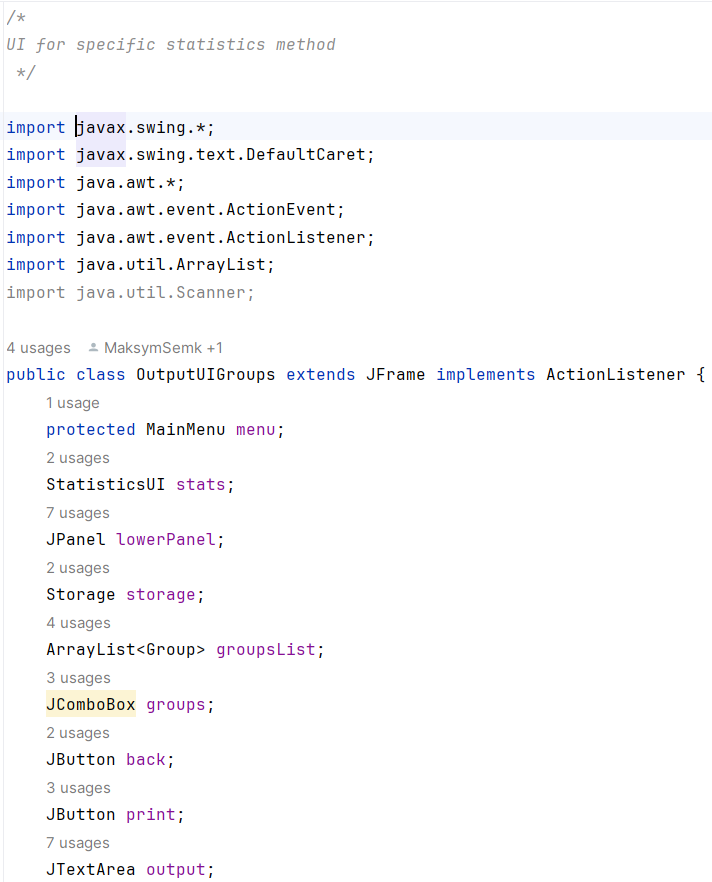 /*
UI for specific statistics method
 */
import javax.swing.*;
import javax.swing.text.DefaultCaret;
import java.awt.*;
import java.awt.event.ActionEvent;
import java.awt.event.ActionListener;
import java.util.ArrayList;
import java.util.Scanner;
4 usages MaksymSemk +1
public class OutputUIGroups extends JFrame implements ActionListener {
1 usage
protected MainMenu menu;
2 usages
StatisticsUI stats;
7 usages
JPanel lowerPanel;
2 usages
Storage storage;
4 usages
ArrayList<Group> groupsList;
3 usages
JComboBox groups;
2 usages
JButton back;
3 usages
JButton print;
7 usages
JTextArea output;